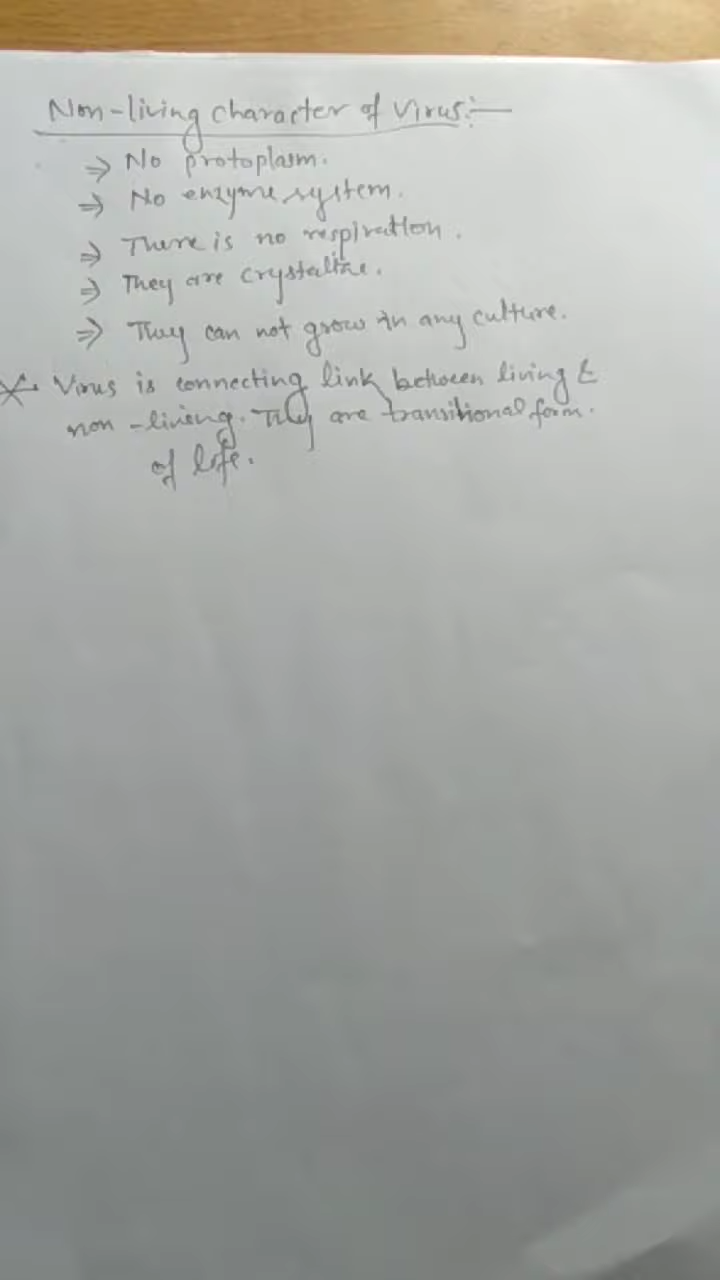 Non-living character of Virus:—
⇒ No protoplasm.
⇒ No enzyme system.
⇒ There is no respiration.
⇒ They are crystalline.
⇒ They can not grow in any culture.
* Virus is connecting link between living &
non-living. They are transitional form.
of life.